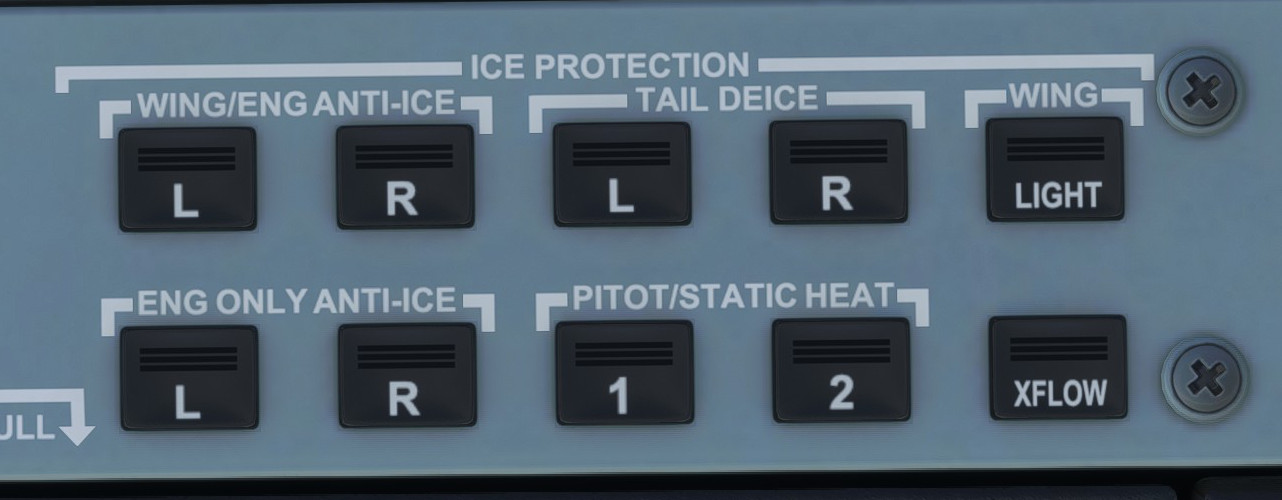 ICE PROTECTION
WING/ENG ANTI-ICE TAIL DEICE WING
L R L R LIGHT
ENG ONLY ANTI-ICE PITOT/STATIC HEAT
L R 1 2 XFLOW